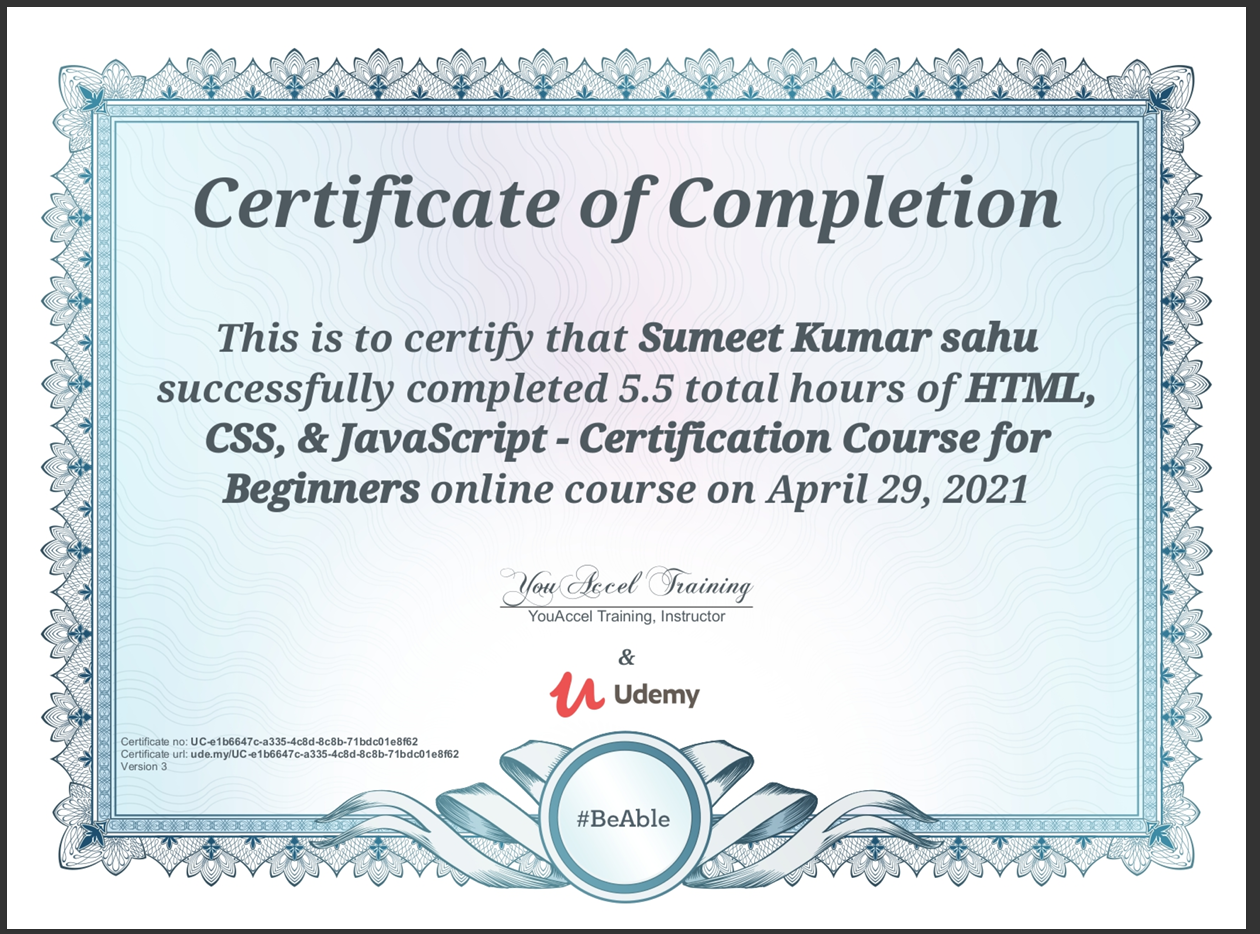 Certificate of Completion
This is to certify that Sumeet Kumar sahu
successfully completed 5.5 total hours of HTML,
CSS, & JavaScript - Certification Course for
Beginners online course on April 29, 2021
YouAccel Training
YouAccel Training, Instructor
&
Udemy
Certificate no: UC-e1b6647c-a335-4c8d-8c8b-71bdc01e8f62
Certificate url: ude.my/UC-e1b6647c-a335-4c8d-8c8b-71bdc01e8f62
Version 3
#BeAble